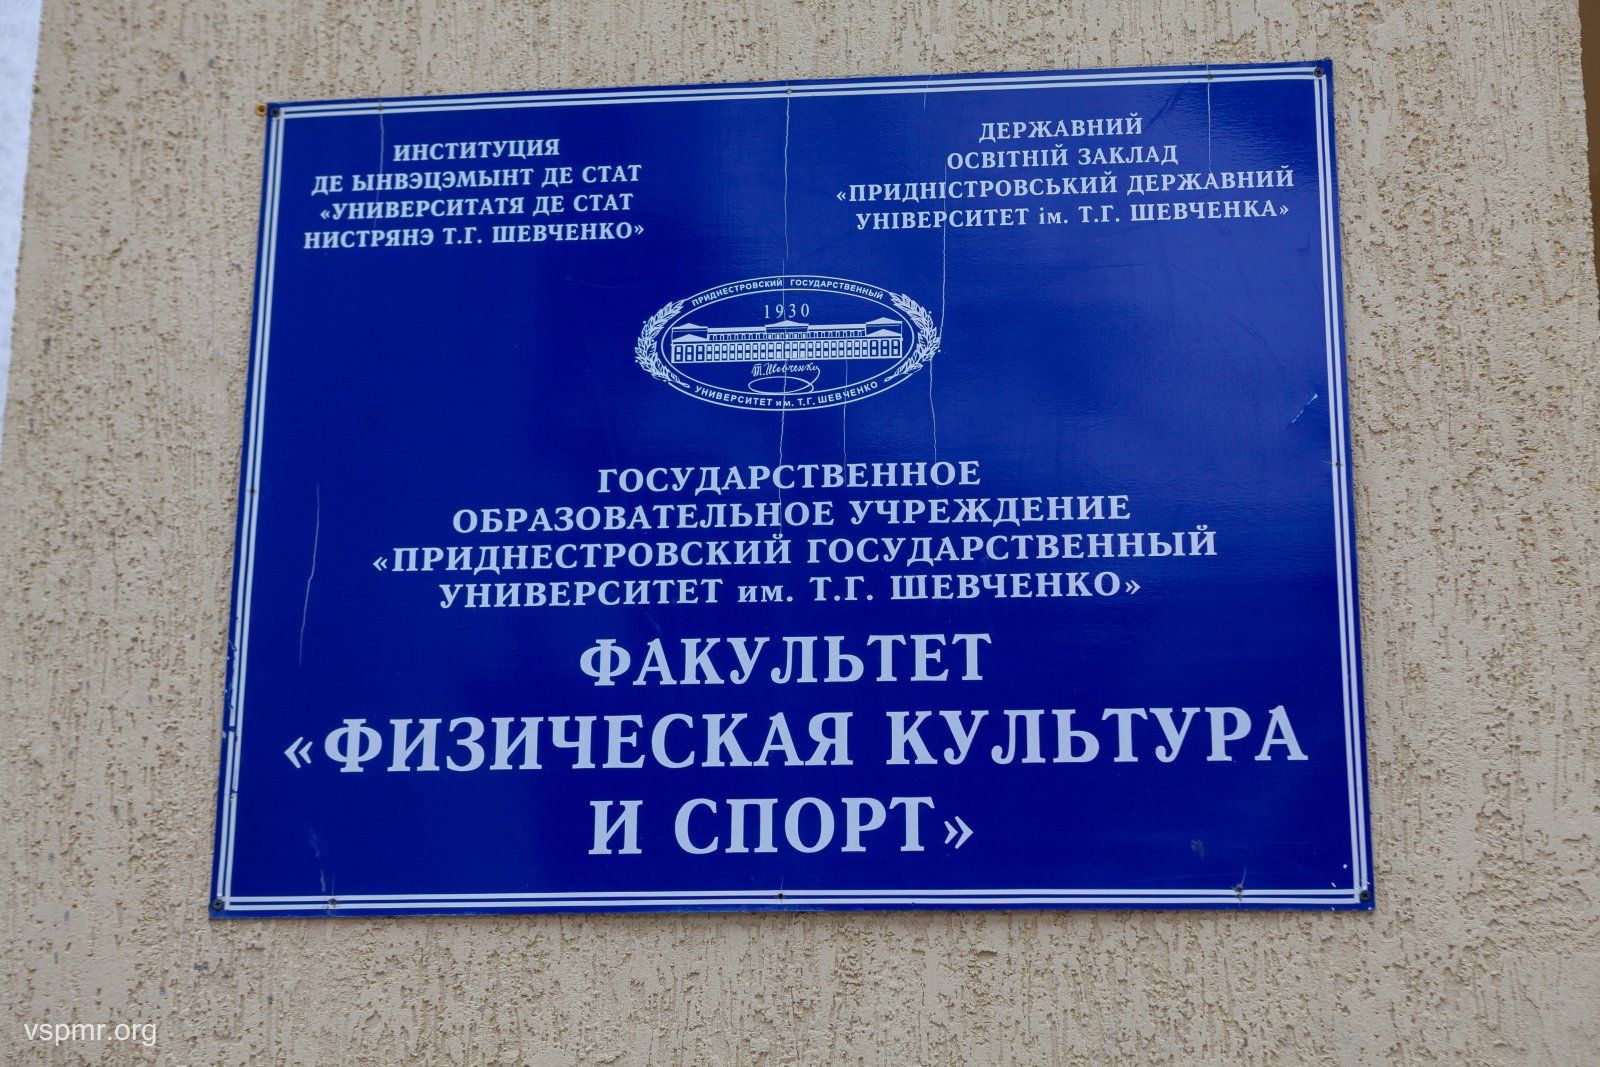 ИНСТИТУЦИЯ
ДЕ ЫНВЭЦЭМЫНТ ДЕ СТАТ
«УНИВЕРСИТАТЯ ДЕ СТАТ
НИСТРЯНЭ Т.Г. ШЕВЧЕНКО»
ДЕРЖАВНИЙ
ОСВІТНІЙ ЗАКЛАД
«ПРИДНІСТРОВСЬКИЙ ДЕРЖАВНИЙ
УНІВЕРСИТЕТ ім. Т.Г. ШЕВЧЕНКА»
ПРИДНЕСТРОВСКИЙ ГОСУДАРСТВЕННЫЙ
1930
Т.Шевченко
УНИВЕРСИТЕТ им. Т.Г. ШЕВЧЕНКО
ГОСУДАРСТВЕННОЕ
ОБРАЗОВАТЕЛЬНОЕ УЧРЕЖДЕНИЕ
«ПРИДНЕСТРОВСКИЙ ГОСУДАРСТВЕННЫЙ
УНИВЕРСИТЕТ им. Т.Г. ШЕВЧЕНКО»
ФАКУЛЬТЕТ
«ФИЗИЧЕСКАЯ КУЛЬТУРА
И СПОРТ»
vspmr.org